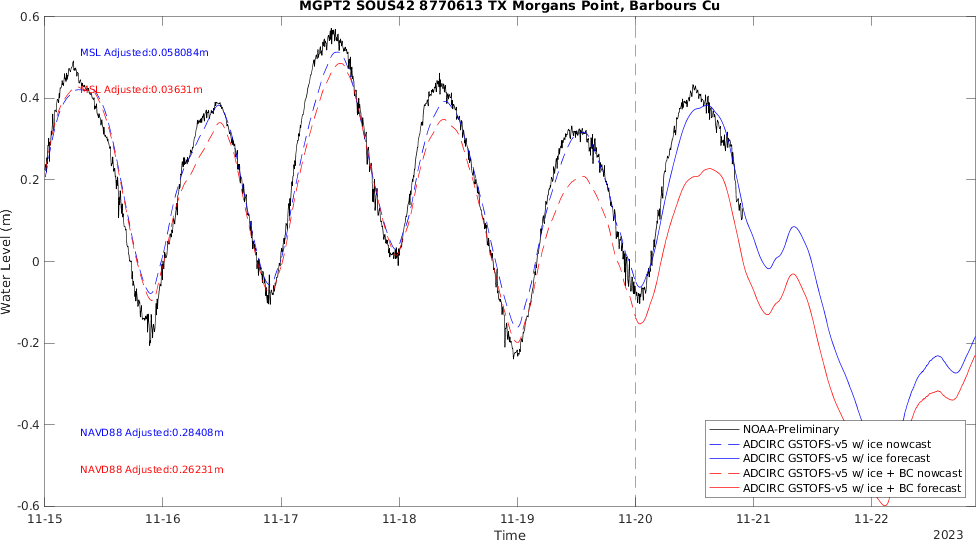 MGPT2 SOUS42 8770613 TX Morgans Point, Barbours Cu
0.6
0.4
0.2
0
-0.2
-0.4
-0.6
Water Level (m)
MSL Adjusted:0.058084m
MSL Adjusted:0.03631m
NAVD88 Adjusted:0.28408m
NAVD88 Adjusted:0.26231m
NOAA-Preliminary
ADCIRC GSTOFS-v5 w/ ice nowcast
ADCIRC GSTOFS-v5 w/ ice forecast
ADCIRC GSTOFS-v5 w/ ice + BC nowcast
ADCIRC GSTOFS-v5 w/ ice + BC forecast
11-15 11-16 11-17 11-18 11-19 11-20 11-21 11-22
Time
2023